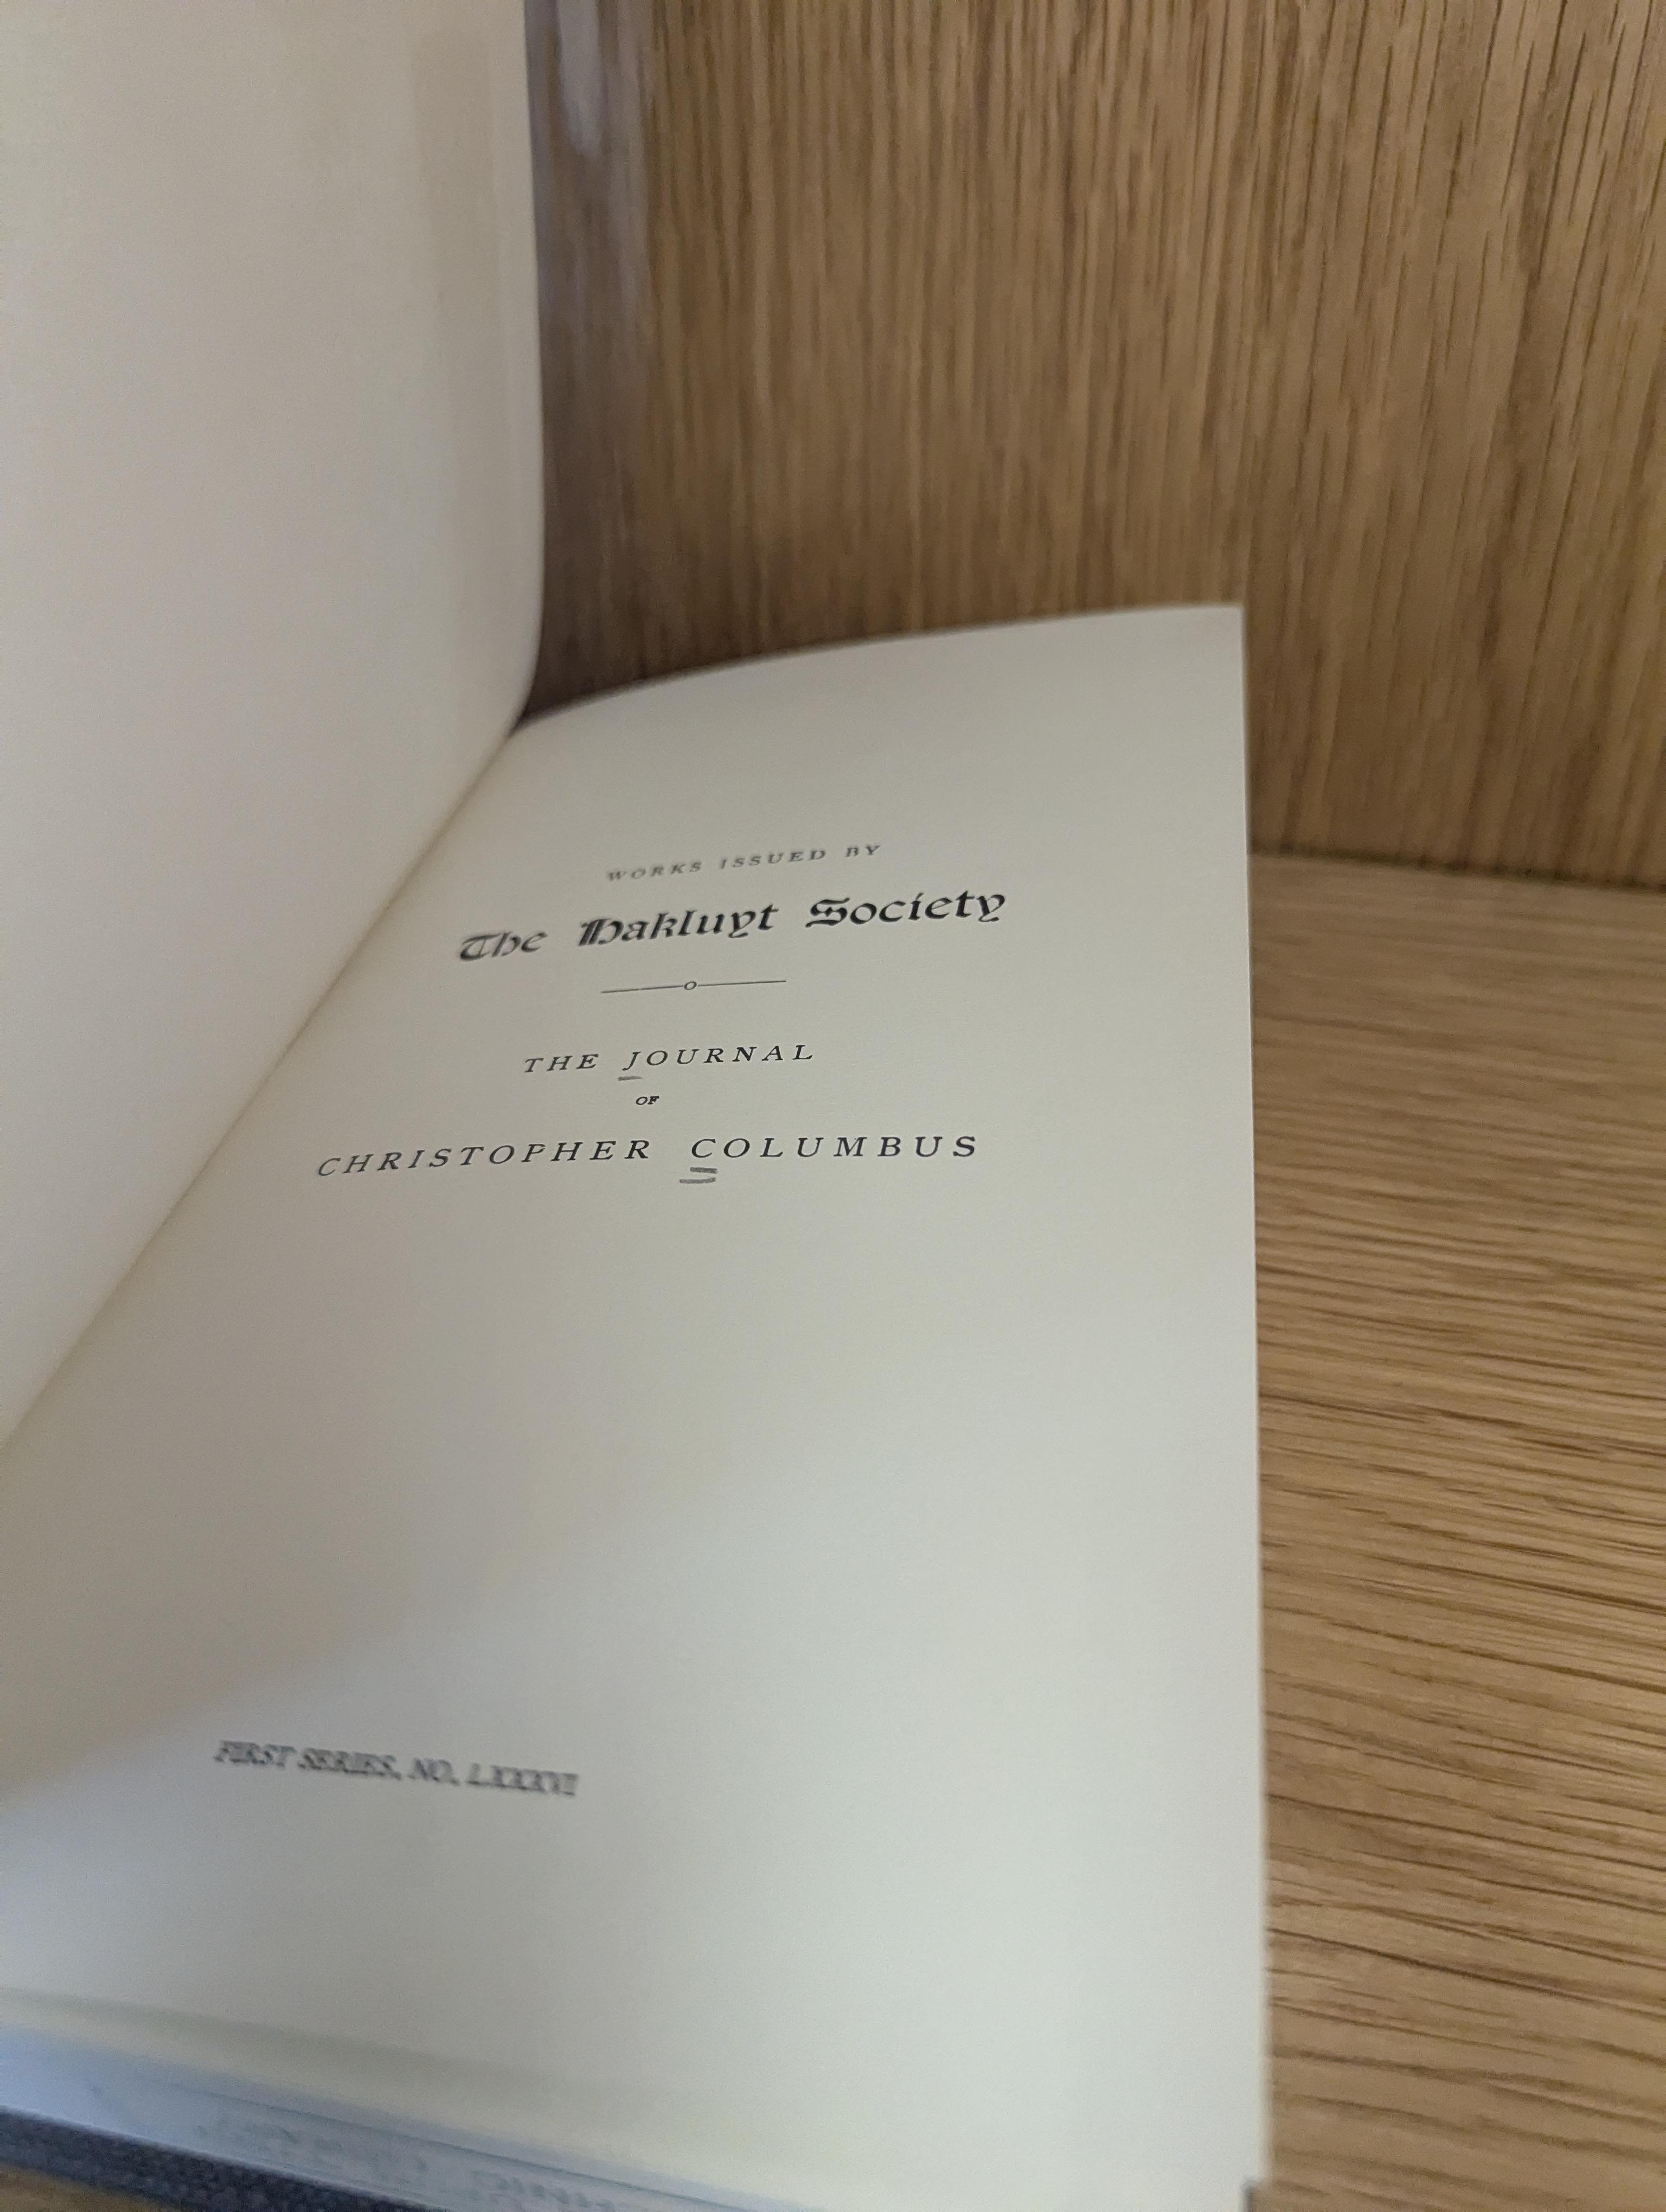 WORKS ISSUED BY
The Hakluyt Society
THE JOURNAL
OF
CHRISTOPHER COLUMBUS
FIRST SERIES, NO. LXXXVI